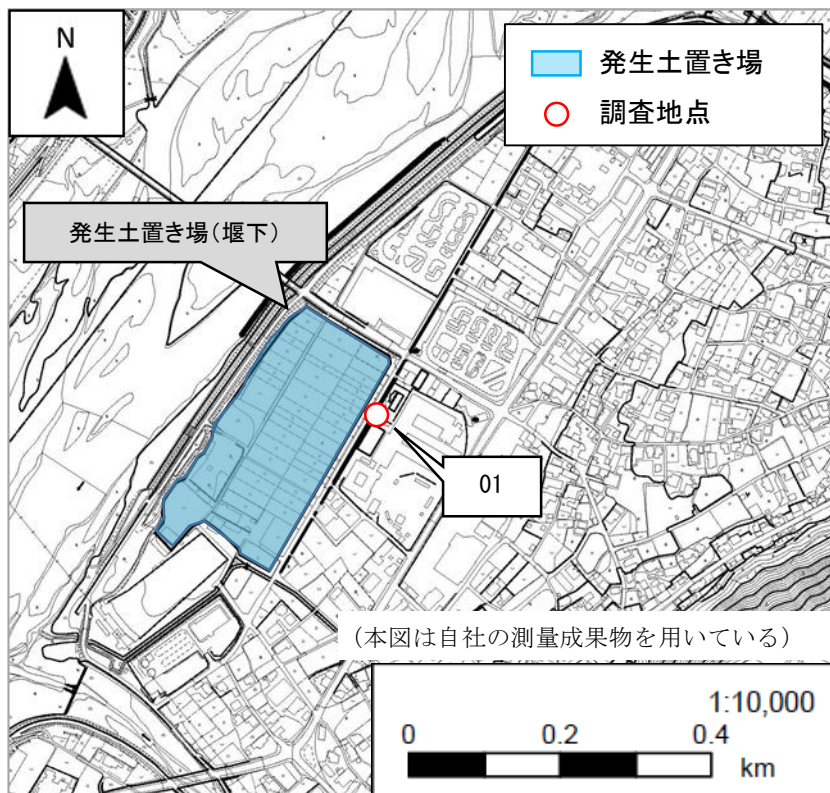 N
発生土置き場
調査地点
発生土置き場(堰下)
01
(本図は自社の測量成果物を用いている)
1:10,000
0 0.2 0.4
km